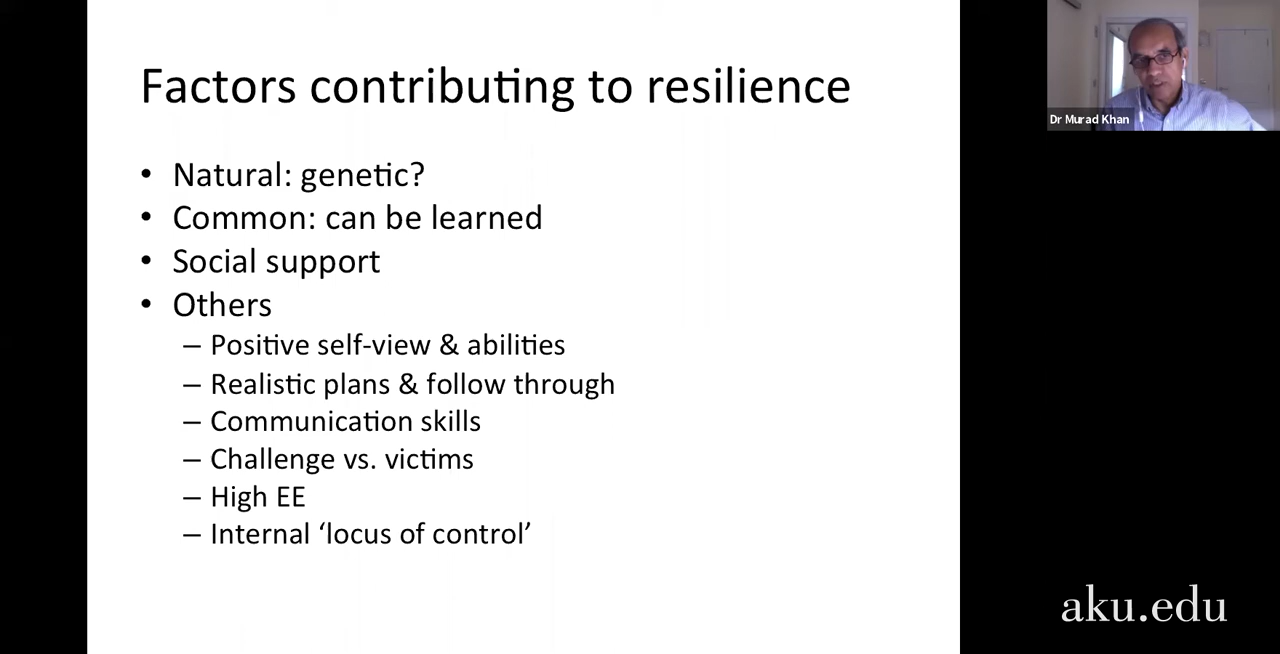 Factors contributing to resilience
• Natural: genetic?
• Common: can be learned
• Social support
• Others
– Positive self-view & abilities
– Realistic plans & follow through
– Communication skills
– Challenge vs. victims
– High EE
– Internal ‘locus of control’
Dr Murad Khan
aku.edu